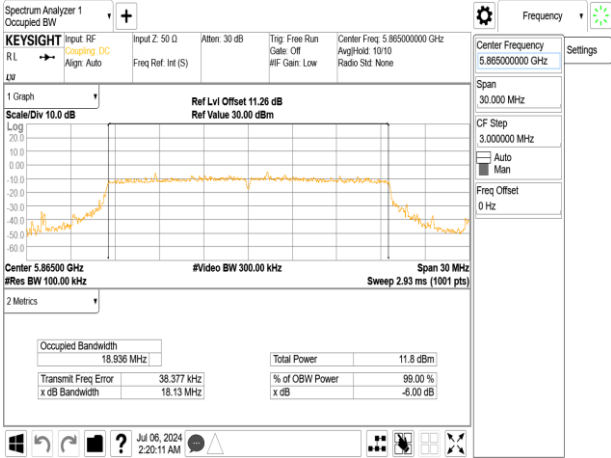 Spectrum Analyzer 1
Occupied BW
Frequency
KEYSIGHT
RL
Input: RF
Coupling: DC
Align: Auto
Input Z: 50 Ω
Freq Ref: Int (S)
Atten: 30 dB
Trig: Free Run
Gate: Off
#IF Gain: Low
Center Freq: 5.865000000 GHz
Avg|Hold: 10/10
Radio Std: None
1 Graph
Scale/Div 10.0 dB
Ref Lvl Offset 11.26 dB
Ref Value 30.00 dBm
Log
20.0
10.0
0.00
-10.0
-20.0
-30.0
-40.0
-50.0
-60.0
Center 5.86500 GHz
#Res BW 100.00 kHz
#Video BW 300.00 kHz
Span 30 MHz
Sweep 2.93 ms (1001 pts)
2 Metrics
Occupied Bandwidth
18.936 MHz
Transmit Freq Error 38.377 kHz
x dB Bandwidth 18.13 MHz
Total Power 11.8 dBm
% of OBW Power 99.00 %
x dB -6.00 dB
Jul 06, 2024
2:20:11 AM
Center Frequency
5.865000000 GHz
Span
30.000 MHz
CF Step
3.000000 MHz
Auto
Man
Freq Offset
0 Hz
Settings